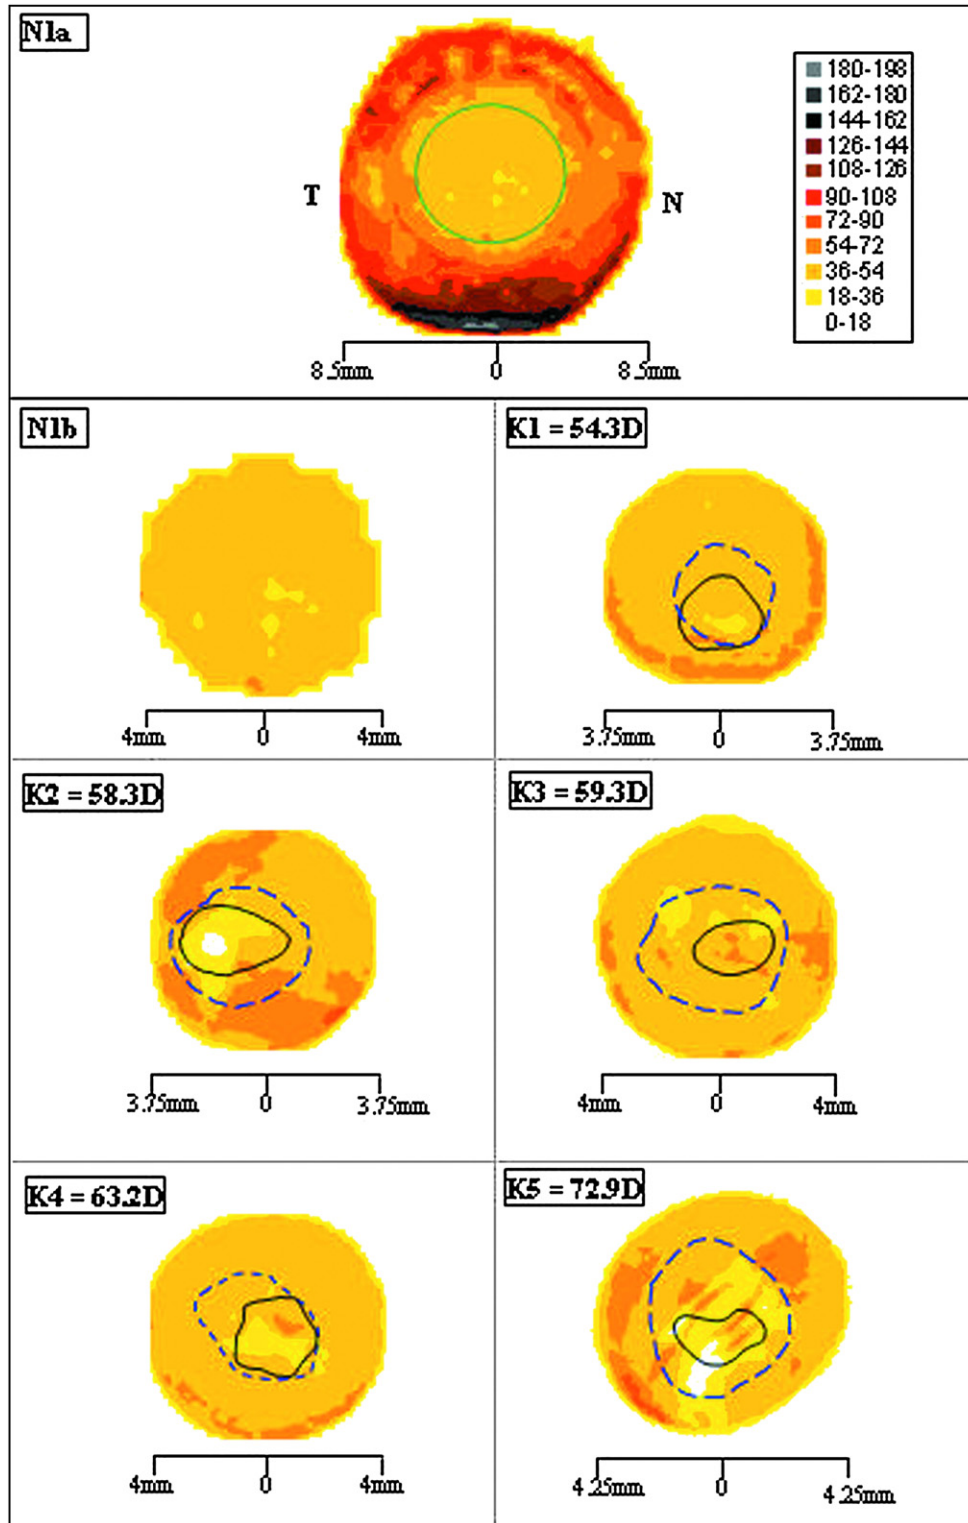 N1a
180-198
162-180
144-162
126-144
108-126
90-108
72-90
54-72
36-54
18-36
0-18
T
N
8.5mm 0 8.5mm
N1b
4mm 0 4mm
K1 = 54.3D
3.75mm 0 3.75mm
K2 = 58.3D
3.75mm 0 3.75mm
K3 = 59.3D
4mm 0 4mm
K4 = 63.2D
4mm 0 4mm
K5 = 72.9D
4.25mm 0 4.25mm